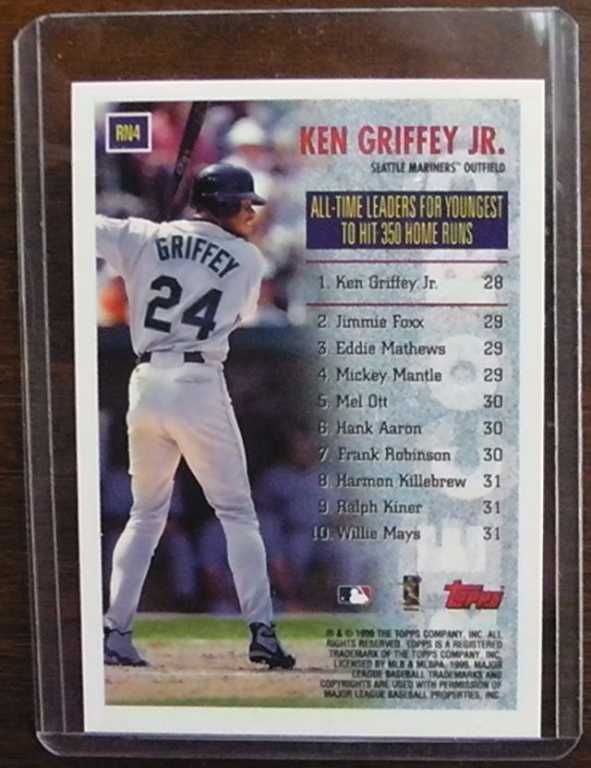 RN4
KEN GRIFFEY JR.
SEATTLE MARINERS™ OUTFIELD
ALL-TIME LEADERS FOR YOUNGEST
TO HIT 350 HOME RUNS
1. Ken Griffey Jr. 28
2. Jimmie Foxx 29
3. Eddie Mathews 29
4. Mickey Mantle 29
5. Mel Ott 30
6. Hank Aaron 30
7. Frank Robinson 30
8. Harmon Killebrew 31
9. Ralph Kiner 31
10. Willie Mays 31
GRIFFEY
24
Topps
® & © 1999 THE TOPPS COMPANY, INC. ALL
RIGHTS RESERVED. TOPPS IS A REGISTERED
TRADEMARK OF THE TOPPS COMPANY, INC.
LICENSED BY MLB & MLBPA, 1999. MAJOR
LEAGUE BASEBALL TRADEMARKS AND
COPYRIGHTS ARE USED WITH PERMISSION OF
MAJOR LEAGUE BASEBALL PROPERTIES, INC.